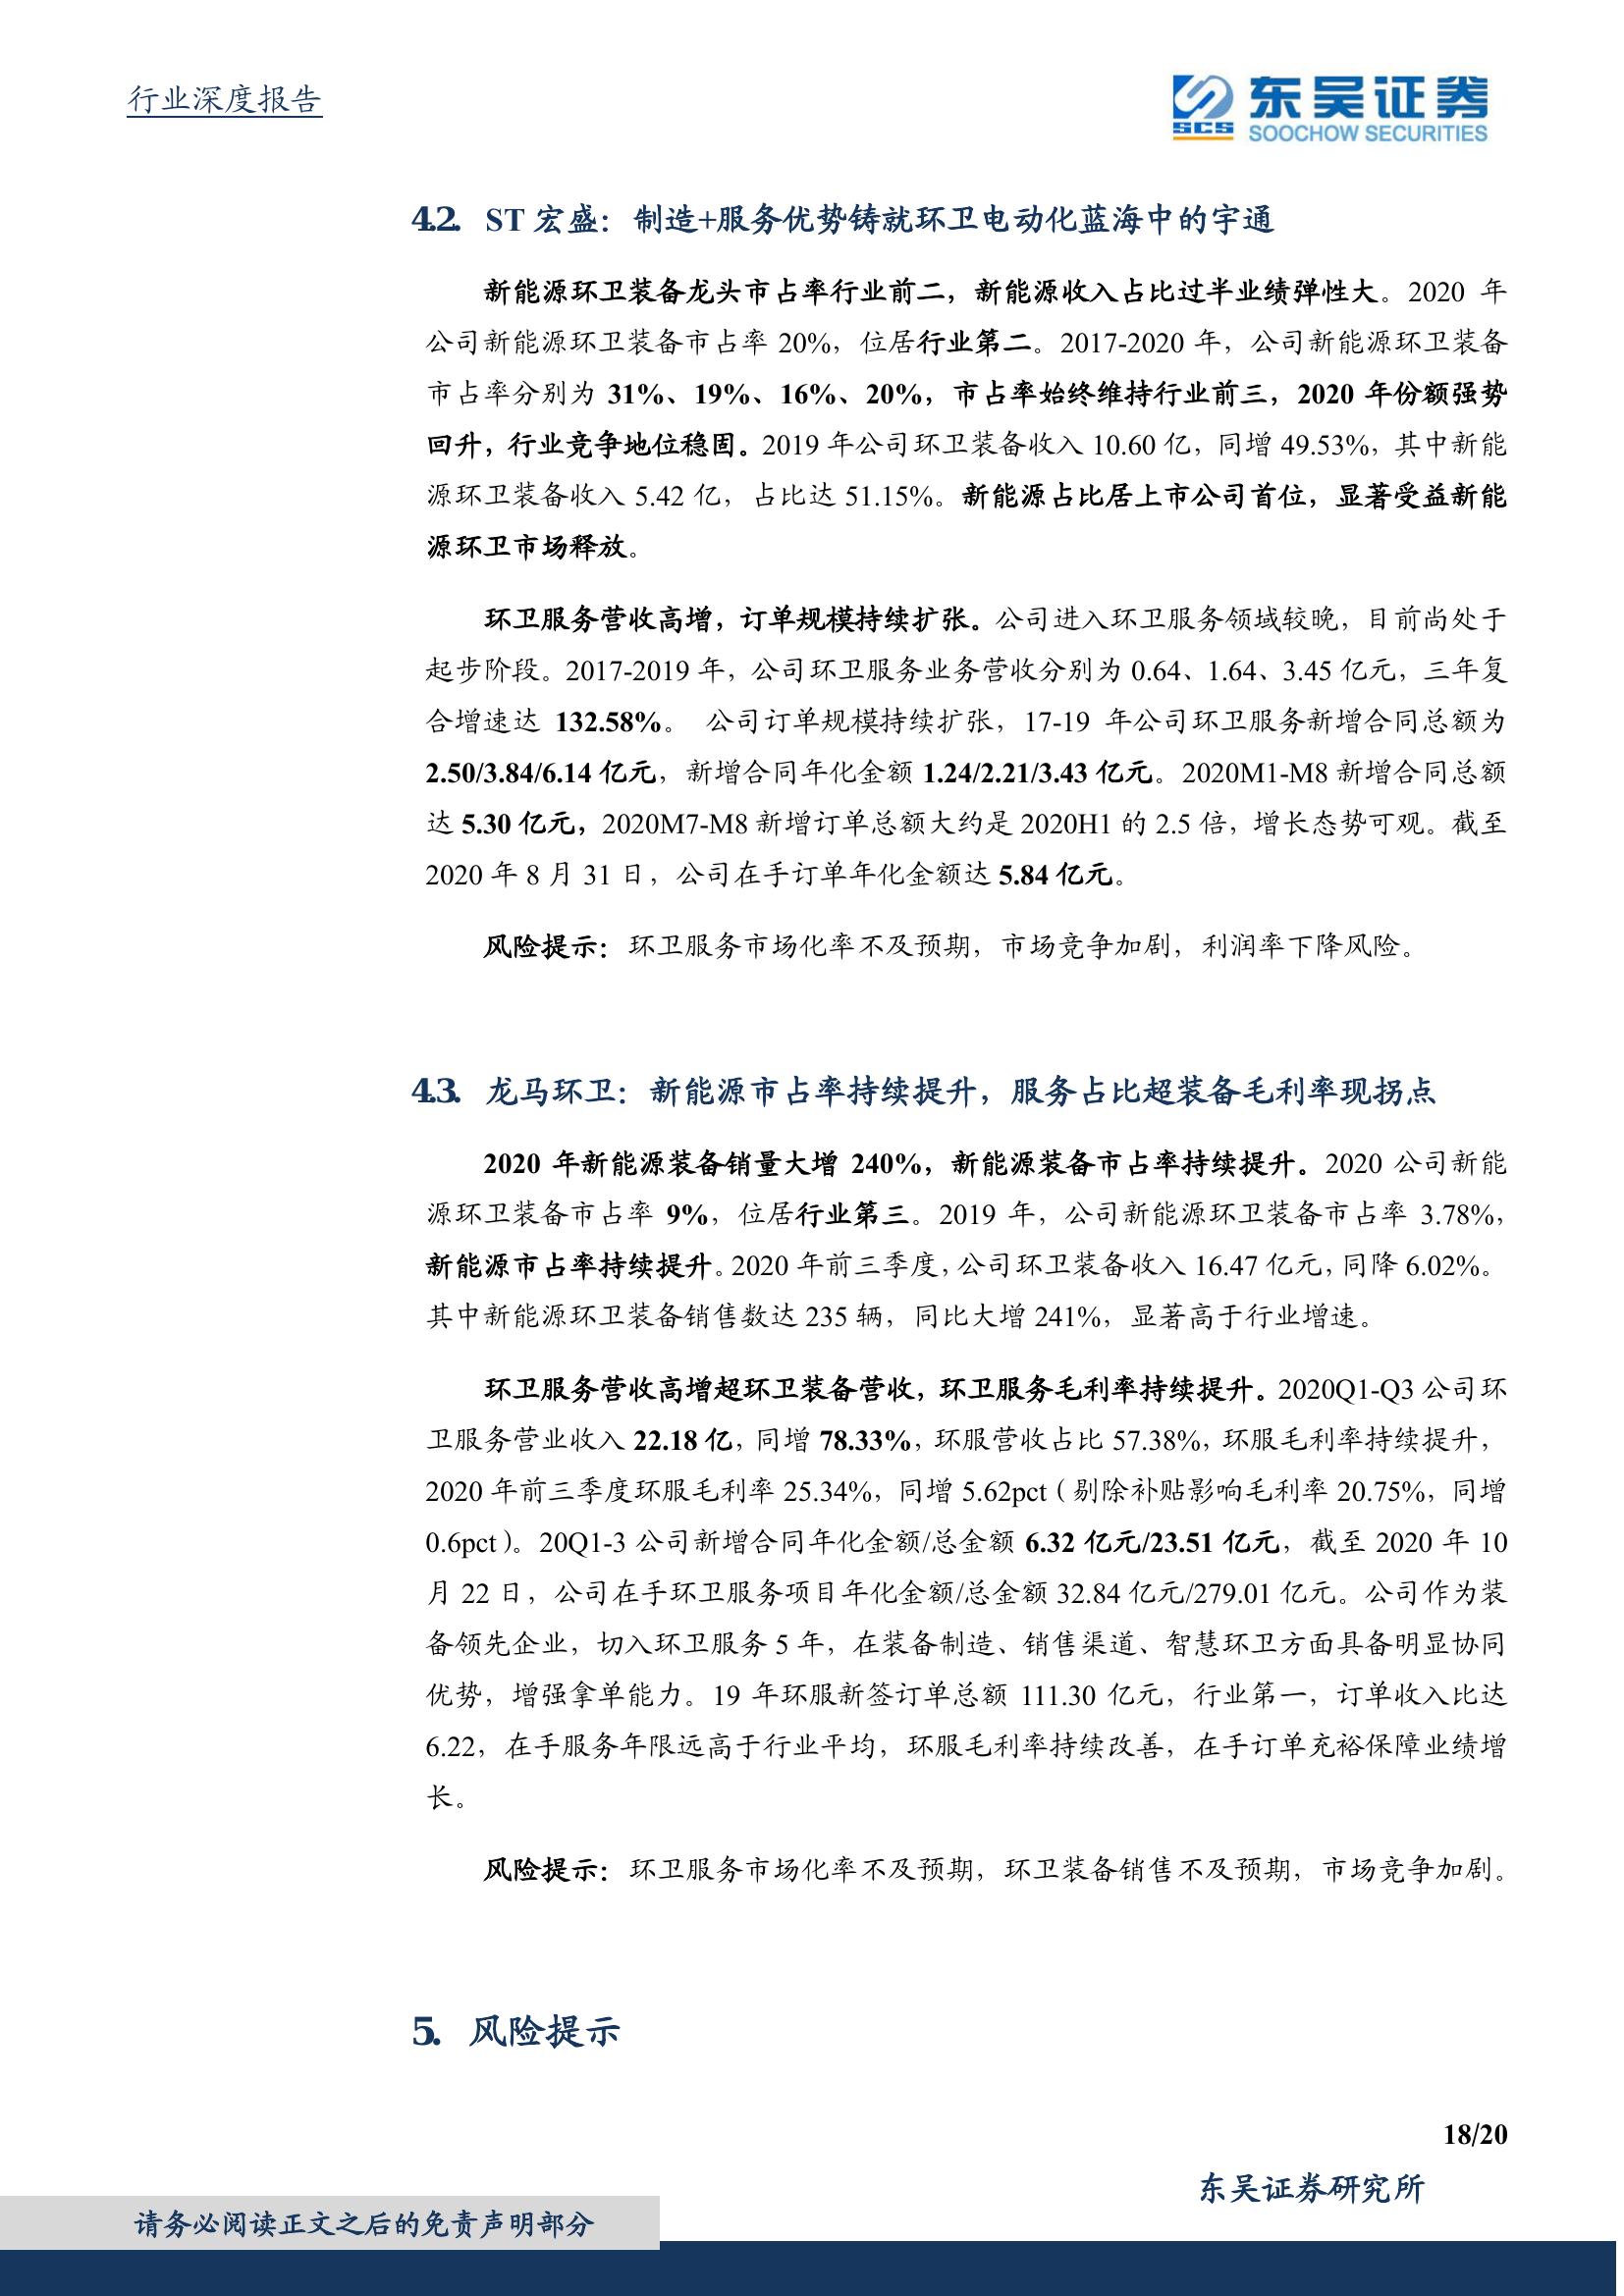 行业深度报告
SCS
东吴证券
SOOCHOW SECURITIES
4.2. ST 宏盛：制造+服务优势铸就环卫电动化蓝海中的宇通
新能源环卫装备龙头市占率行业前二，新能源收入占比过半业绩弹性大。2020 年
公司新能源环卫装备市占率 20%，位居行业第二。2017-2020 年，公司新能源环卫装备
市占率分别为 31%、19%、16%、20%，市占率始终维持行业前三，2020 年份额强势
回升，行业竞争地位稳固。2019 年公司环卫装备收入 10.60 亿，同增 49.53%，其中新能
源环卫装备收入 5.42 亿，占比达 51.15%。新能源占比居上市公司首位，显著受益新能
源环卫市场释放。
环卫服务营收高增，订单规模持续扩张。公司进入环卫服务领域较晚，目前尚处于
起步阶段。2017-2019 年，公司环卫服务业务营收分别为 0.64、1.64、3.45 亿元，三年复
合增速达 132.58%。 公司订单规模持续扩张，17-19 年公司环卫服务新增合同总额为
2.50/3.84/6.14 亿元，新增合同年化金额 1.24/2.21/3.43 亿元。2020M1-M8 新增合同总额
达 5.30 亿元，2020M7-M8 新增订单总额大约是 2020H1 的 2.5 倍，增长态势可观。截至
2020 年 8 月 31 日，公司在手订单年化金额达 5.84 亿元。
风险提示：环卫服务市场化率不及预期，市场竞争加剧，利润率下降风险。
4.3. 龙马环卫：新能源市占率持续提升，服务占比超装备毛利率现拐点
2020 年新能源装备销量大增 240%，新能源装备市占率持续提升。2020 公司新能
源环卫装备市占率 9%，位居行业第三。2019 年，公司新能源环卫装备市占率 3.78%，
新能源市占率持续提升。2020 年前三季度，公司环卫装备收入 16.47 亿元，同降 6.02%。
其中新能源环卫装备销售数达 235 辆，同比大增 241%，显著高于行业增速。
环卫服务营收高增超环卫装备营收，环卫服务毛利率持续提升。2020Q1-Q3 公司环
卫服务营业收入 22.18 亿，同增 78.33%，环服营收占比 57.38%，环服毛利率持续提升，
2020 年前三季度环服毛利率 25.34%，同增 5.62pct（剔除补贴影响毛利率 20.75%，同增
0.6pct）。20Q1-3 公司新增合同年化金额/总金额 6.32 亿元/23.51 亿元，截至 2020 年 10
月 22 日，公司在手环卫服务项目年化金额/总金额 32.84 亿元/279.01 亿元。公司作为装
备领先企业，切入环卫服务 5 年，在装备制造、销售渠道、智慧环卫方面具备明显协同
优势，增强拿单能力。19 年环服新签订单总额 111.30 亿元，行业第一，订单收入比达
6.22，在手服务年限远高于行业平均，环服毛利率持续改善，在手订单充裕保障业绩增
长。
风险提示：环卫服务市场化率不及预期，环卫装备销售不及预期，市场竞争加剧。
5. 风险提示
18/20
东吴证券研究所
请务必阅读正文之后的免责声明部分